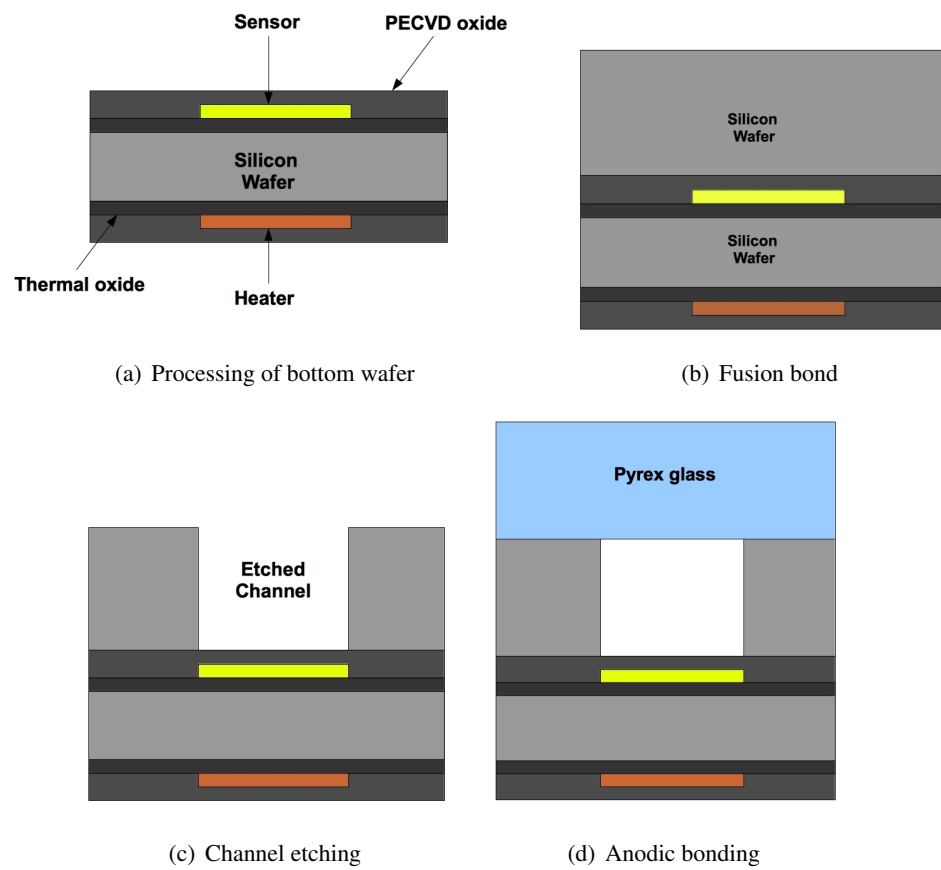 Sensor
PECVD oxide
Silicon
Wafer
Thermal oxide
Heater
(a) Processing of bottom wafer
Silicon
Wafer
Silicon
Wafer
(b) Fusion bond
Etched
Channel
(c) Channel etching
Pyrex glass
(d) Anodic bonding